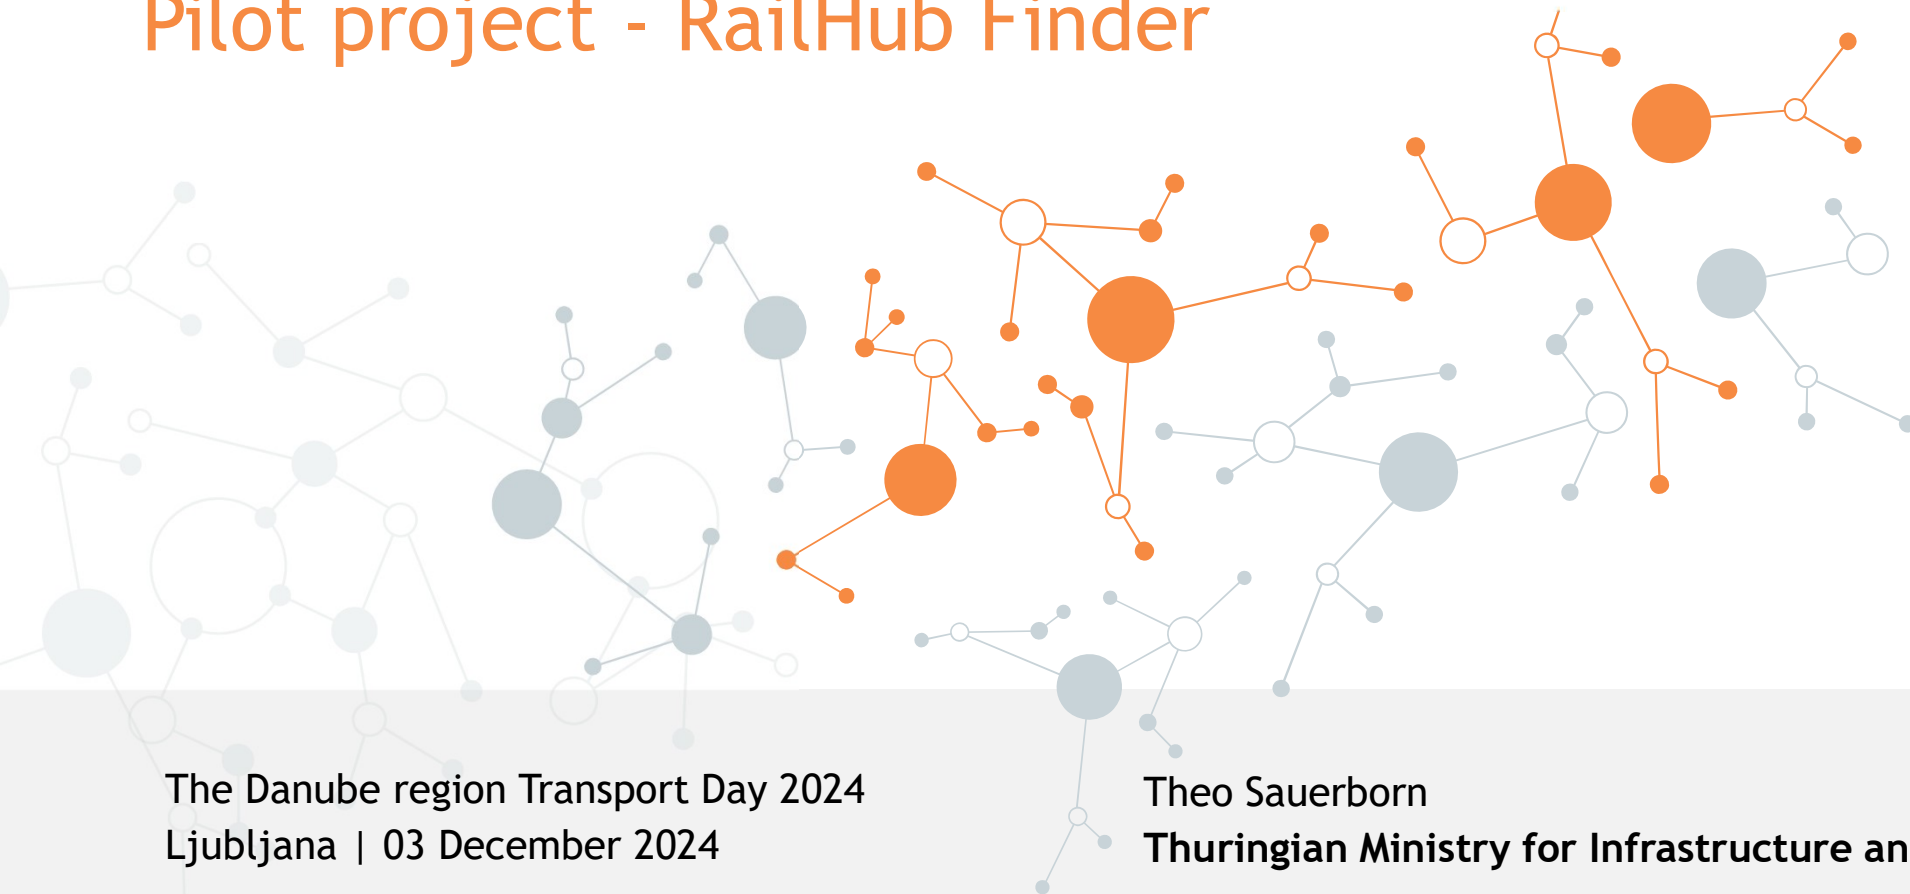 Pilot project - RailHub Finder
The Danube region Transport Day 2024
Ljubljana | 03 December 2024
Theo Sauerborn
Thuringian Ministry for Infrastructure an